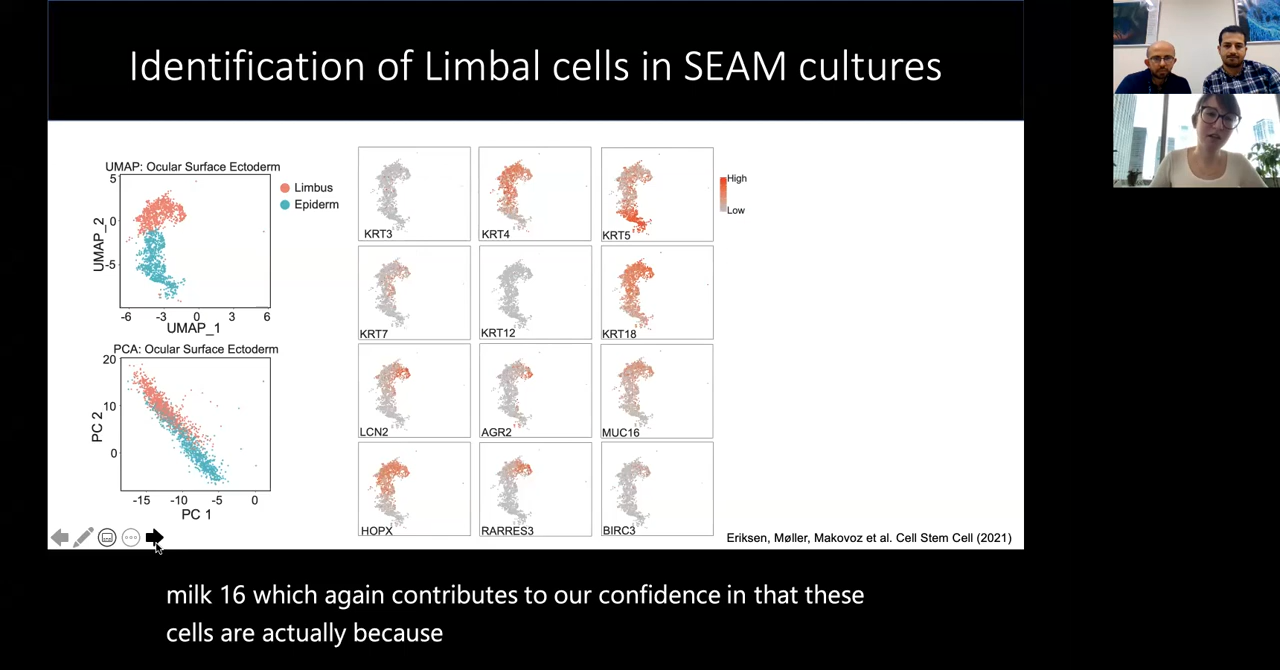 Identification of Limbal cells in SEAM cultures
UMAP: Ocular Surface Ectoderm
5
0
-5
UMAP_2
-6 -3 0 3 6
UMAP_1
Limbus
Epiderm
PCA: Ocular Surface Ectoderm
20
10
0
PC 2
-15 -10 -5 0
PC 1
KRT3 KRT4 KRT5
High
Low
KRT7 KRT12 KRT18
LCN2 AGR2 MUC16
HOPX RARRES3 BIRC3
Eriksen, Møller, Makovoz et al. Cell Stem Cell (2021)
milk 16 which again contributes to our confidence in that these
cells are actually because